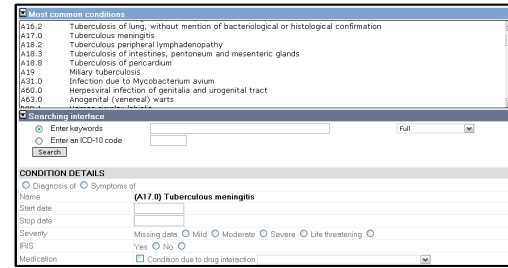 Most common conditions
A16.2 Tuberculosis of lung, without mention of bacteriological or histological confirmation
A17.0 Tuberculous meningitis
A18.2 Tuberculous peripheral lymphadenopathy
A18.3 Tuberculosis of intestines, peritoneum and mesenteric glands
A18.8 Tuberculosis of pericardium
A19 Miliary tuberculosis
A31.0 Infection due to Mycobacterium avium
A60.0 Herpesviral infection of genitalia and urogenital tract
A63.0 Anogenital (venereal) warts
Searching interface
Enter keywords Full
Enter an ICD-10 code
Search
CONDITION DETAILS
Diagnosis of Symptoms of
Name (A17.0) Tuberculous meningitis
Start date
Stop date
Severity Missing data Mild Moderate Severe Life threatening
IRIS Yes No
Medication Condition due to drug interaction